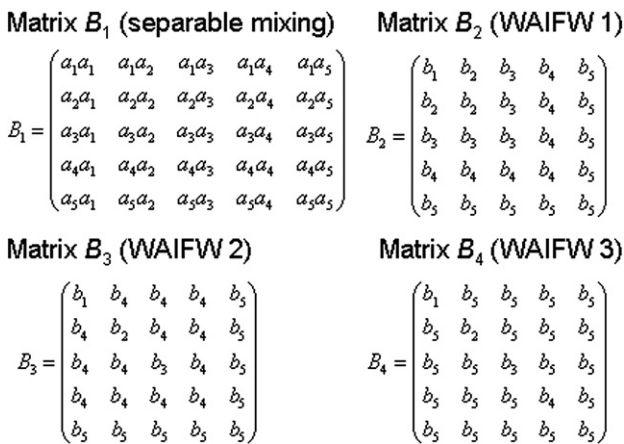 Matrix B₁ (separable mixing)
B₁ =
a₁a₁ a₁a₂ a₁a₃ a₁a₄ a₁a₅
a₂a₁ a₂a₂ a₂a₃ a₂a₄ a₂a₅
a₃a₁ a₃a₂ a₃a₃ a₃a₄ a₃a₅
a₄a₁ a₄a₂ a₄a₃ a₄a₄ a₄a₅
a₅a₁ a₅a₂ a₅a₃ a₅a₄ a₅a₅
Matrix B₂ (WAIFW 1)
B₂ =
b₁ b₂ b₃ b₄ b₅
b₂ b₂ b₃ b₄ b₅
b₃ b₃ b₃ b₄ b₅
b₄ b₄ b₄ b₄ b₅
b₅ b₅ b₅ b₅ b₅
Matrix B₃ (WAIFW 2)
B₃ =
b₁ b₄ b₄ b₄ b₅
b₄ b₂ b₄ b₄ b₅
b₄ b₄ b₃ b₄ b₅
b₄ b₄ b₄ b₄ b₅
b₅ b₅ b₅ b₅ b₅
Matrix B₄ (WAIFW 3)
B₄ =
b₁ b₅ b₅ b₅ b₅
b₅ b₂ b₅ b₅ b₅
b₅ b₅ b₃ b₅ b₅
b₅ b₅ b₅ b₄ b₅
b₅ b₅ b₅ b₅ b₅